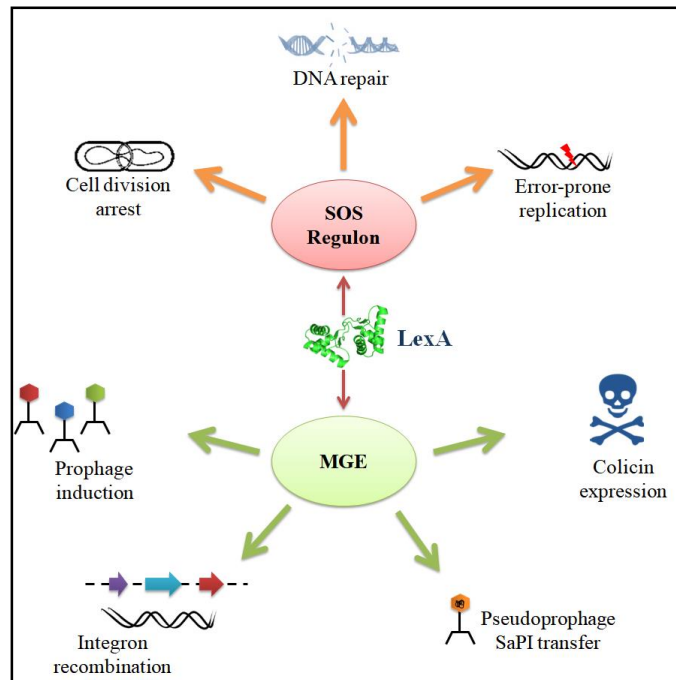 DNA repair
Cell division
arrest
Error-prone
replication
SOS
Regulon
LexA
MGE
Prophage
induction
Colicin
expression
Integron
recombination
Pseudoprophage
SaPI transfer